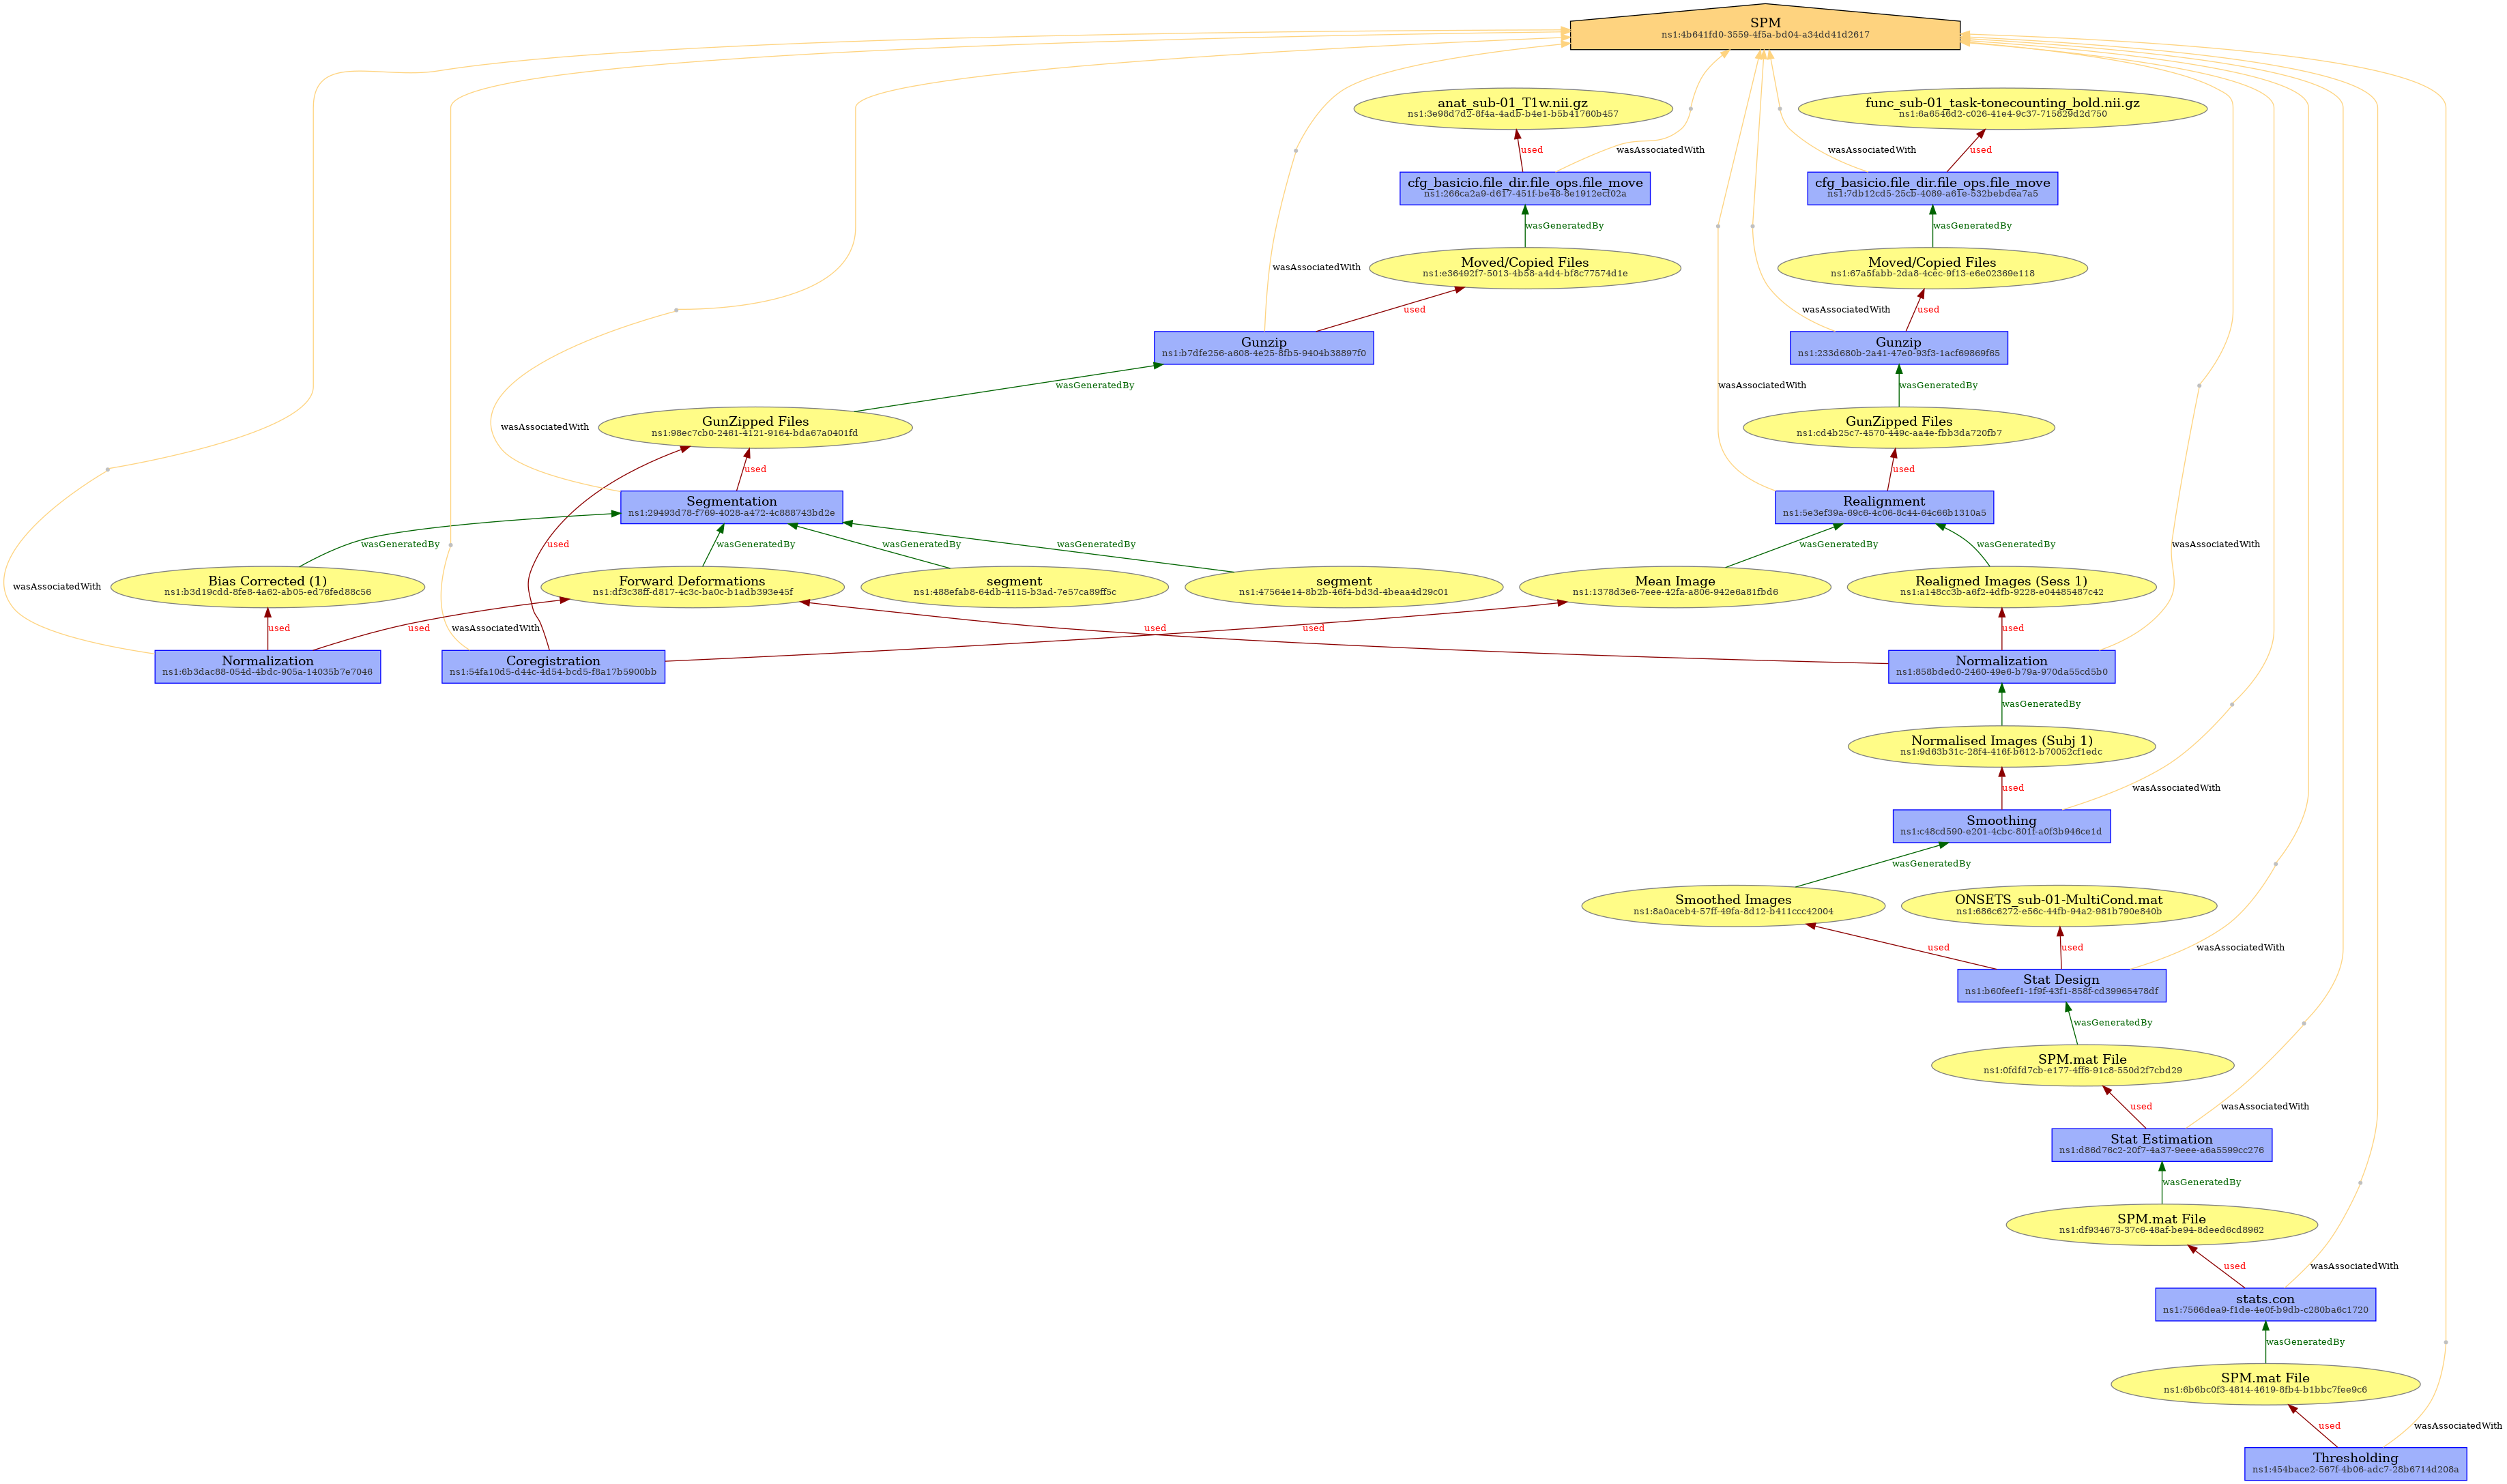 SPM
ns1:4b641fd0-3559-4f5a-bd04-a34dd41d2617
anat_sub-01_T1w.nii.gz
ns1:3e98d7d2-8f4a-4adb-b4e1-b5b41760b457
func_sub-01_task-tonecounting_bold.nii.gz
ns1:6a6546d2-c026-41e4-9c37-715829d2d750
used
wasAssociatedWith
wasAssociatedWith
used
cfg_basicio.file_dir.file_ops.file_move
ns1:266ca2a9-d617-451f-be48-8e1912ecf02a
cfg_basicio.file_dir.file_ops.file_move
ns1:7db12cd5-25cb-4089-a61e-532bebdea7a5
wasGeneratedBy
wasGeneratedBy
wasAssociatedWith
Moved/Copied Files
ns1:e36492f7-5013-4b58-a4d4-bf8c77574d1e
Moved/Copied Files
ns1:67a5fabb-2da8-4cec-9f13-e6e02369e118
used
wasAssociatedWith
used
Gunzip
ns1:b7dfe256-a608-4e25-8fb5-9404b38897f0
Gunzip
ns1:233d680b-2a41-47e0-93f3-1acf69869f65
wasGeneratedBy
wasAssociatedWith
wasGeneratedBy
wasAssociatedWith
GunZipped Files
ns1:98ec7cb0-2461-4121-9164-bda67a0401fd
GunZipped Files
ns1:cd4b25c7-4570-449c-aa4e-fbb3da720fb7
used
used
Segmentation
ns1:29493d78-f769-4028-a472-4c888743bd2e
Realignment
ns1:5e3ef39a-69c6-4c06-8c44-64c66b1310a5
wasGeneratedBy
used
wasGeneratedBy
wasGeneratedBy
wasGeneratedBy
wasGeneratedBy
wasGeneratedBy
wasAssociatedWith
wasAssociatedWith
Bias Corrected (1)
ns1:b3d19cdd-8fe8-4a62-ab05-ed76fed88c56
Forward Deformations
ns1:df3c38ff-d817-4c3c-ba0c-b1adb393e45f
segment
ns1:488efab8-64db-4115-b3ad-7e57ca89ff5c
segment
ns1:47564e14-8b2b-46f4-bd3d-4beaa4d29c01
Mean Image
ns1:1378d3e6-7eee-42fa-a806-942e6a81fbd6
Realigned Images (Sess 1)
ns1:a148cc3b-a6f2-4dfb-9228-e04485487c42
used
used
wasAssociatedWith
used
used
used
Normalization
ns1:6b3dac88-054d-4bdc-905a-14035b7e7046
Coregistration
ns1:54fa10d5-d44c-4d54-bcd5-f8a17b5900bb
Normalization
ns1:858bded0-2460-49e6-b79a-970da55cd5b0
wasGeneratedBy
Normalised Images (Subj 1)
ns1:9d63b31c-28f4-416f-b612-b70052cf1edc
used
wasAssociatedWith
Smoothing
ns1:c48cd590-e201-4cbc-801f-a0f3b946ce1d
wasGeneratedBy
Smoothed Images
ns1:8a0aceb4-57ff-49fa-8d12-b411ccc42004
ONSETS_sub-01-MultiCond.mat
ns1:686c6272-e56c-44fb-94a2-981b790e840b
used
used
wasAssociatedWith
Stat Design
ns1:b60feef1-1f9f-43f1-858f-cd39965478df
wasGeneratedBy
SPM.mat File
ns1:0fdfd7cb-e177-4ff6-91c8-550d2f7cbd29
used
wasAssociatedWith
Stat Estimation
ns1:d86d76c2-20f7-4a37-9eee-a6a5599cc276
wasGeneratedBy
SPM.mat File
ns1:df934673-37c6-48af-be94-8deed6cd8962
used
wasAssociatedWith
stats.con
ns1:7566dea9-f1de-4e0f-b9db-c280ba6c1720
wasGeneratedBy
SPM.mat File
ns1:6b6bc0f3-4814-4619-8fb4-b1bbc7fee9c6
used
wasAssociatedWith
Thresholding
ns1:454bace2-567f-4b06-adc7-28b6714d208a